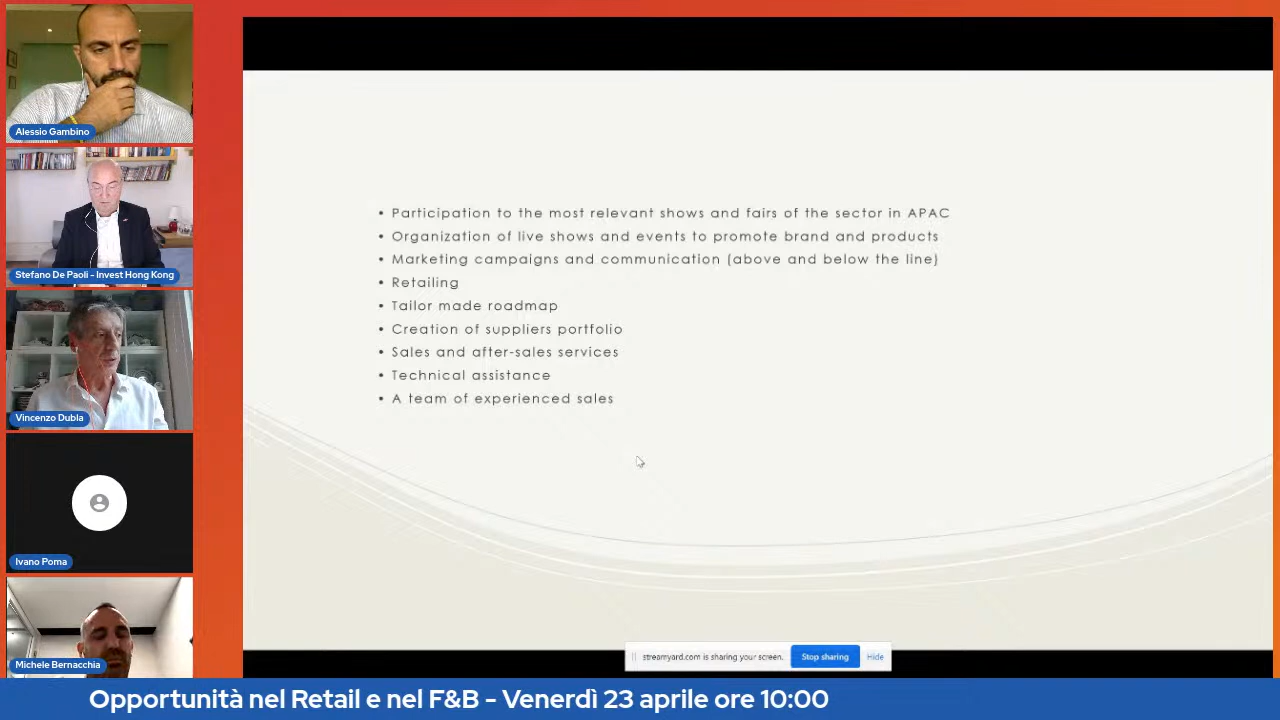 Alessio Gambino
Stefano De Paoli - Invest Hong Kong
Vincenzo Dubla
Ivano Poma
Michele Bernacchia
• Participation to the most relevant shows and fairs of the sector in APAC
• Organization of live shows and events to promote brand and products
• Marketing campaigns and communication (above and below the line)
• Retailing
• Tailor made roadmap
• Creation of suppliers portfolio
• Sales and after-sales services
• Technical assistance
• A team of experienced sales
streamyard.com is sharing your screen. Stop sharing Hide
Opportunità nel Retail e nel F&B - Venerdì 23 aprile ore 10:00